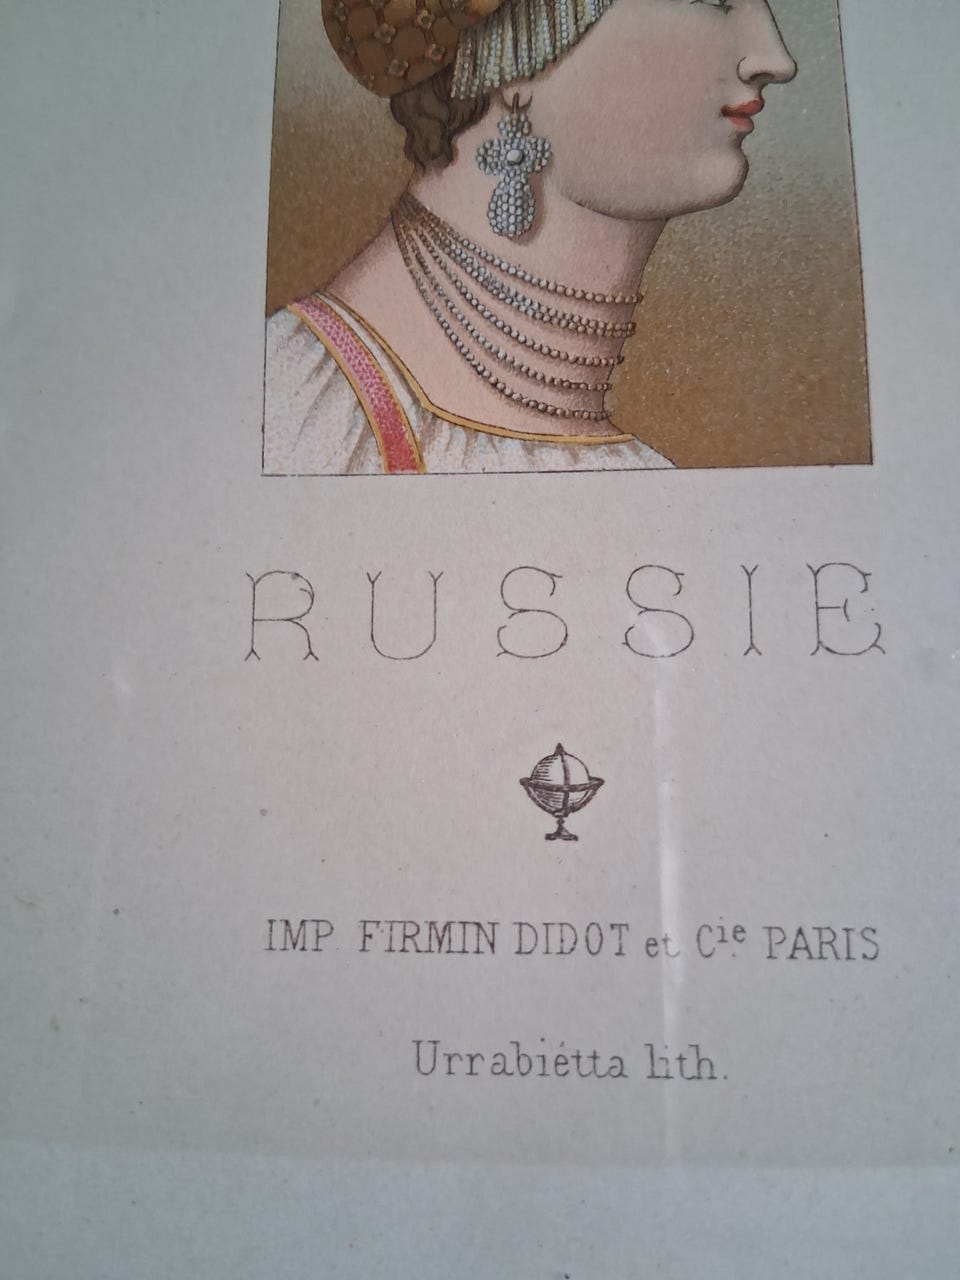 RUSSIE
IMP. FIRMIN DIDOT et Cie. PARIS
Urrabiétta lith.